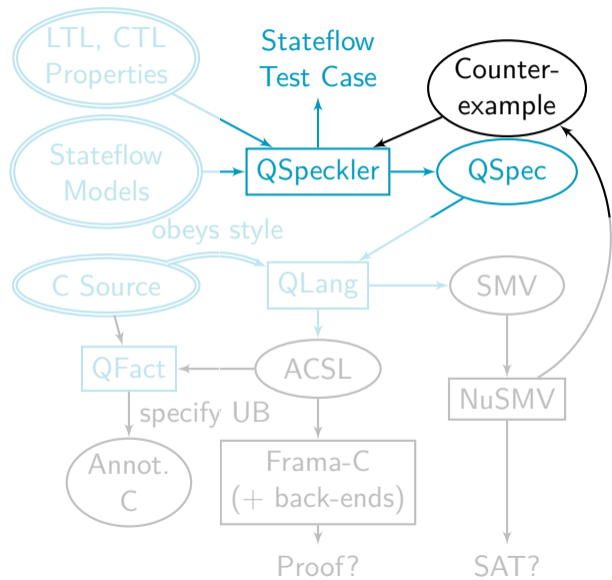 LTL, CTL
Properties
Stateflow
Test Case
Counter-
example
Stateflow
Models
QSpeckler
QSpec
obeys style
C Source
QLang
SMV
QFact
ACSL
NuSMV
specify UB
Annot.
C
Frama-C
(+ back-ends)
Proof?
SAT?